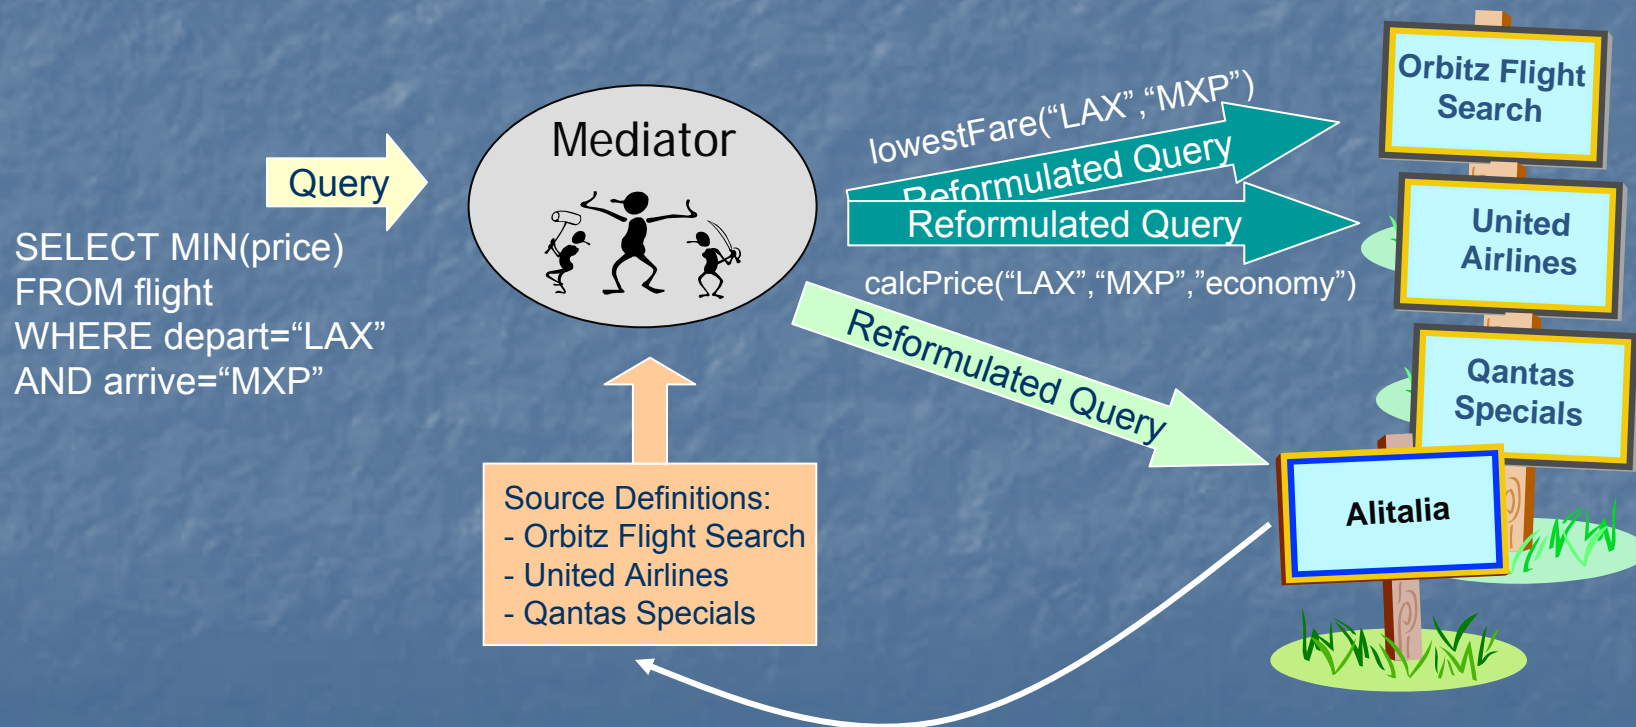 Query
SELECT MIN(price)
FROM flight
WHERE depart=“LAX”
AND arrive=“MXP”
Mediator
lowestFare(“LAX”,“MXP”)
Reformulated Query
Reformulated Query
calcPrice(“LAX”,“MXP”,”economy”)
Reformulated Query
Source Definitions:
- Orbitz Flight Search
- United Airlines
- Qantas Specials
Orbitz Flight
Search
United
Airlines
Qantas
Specials
Alitalia